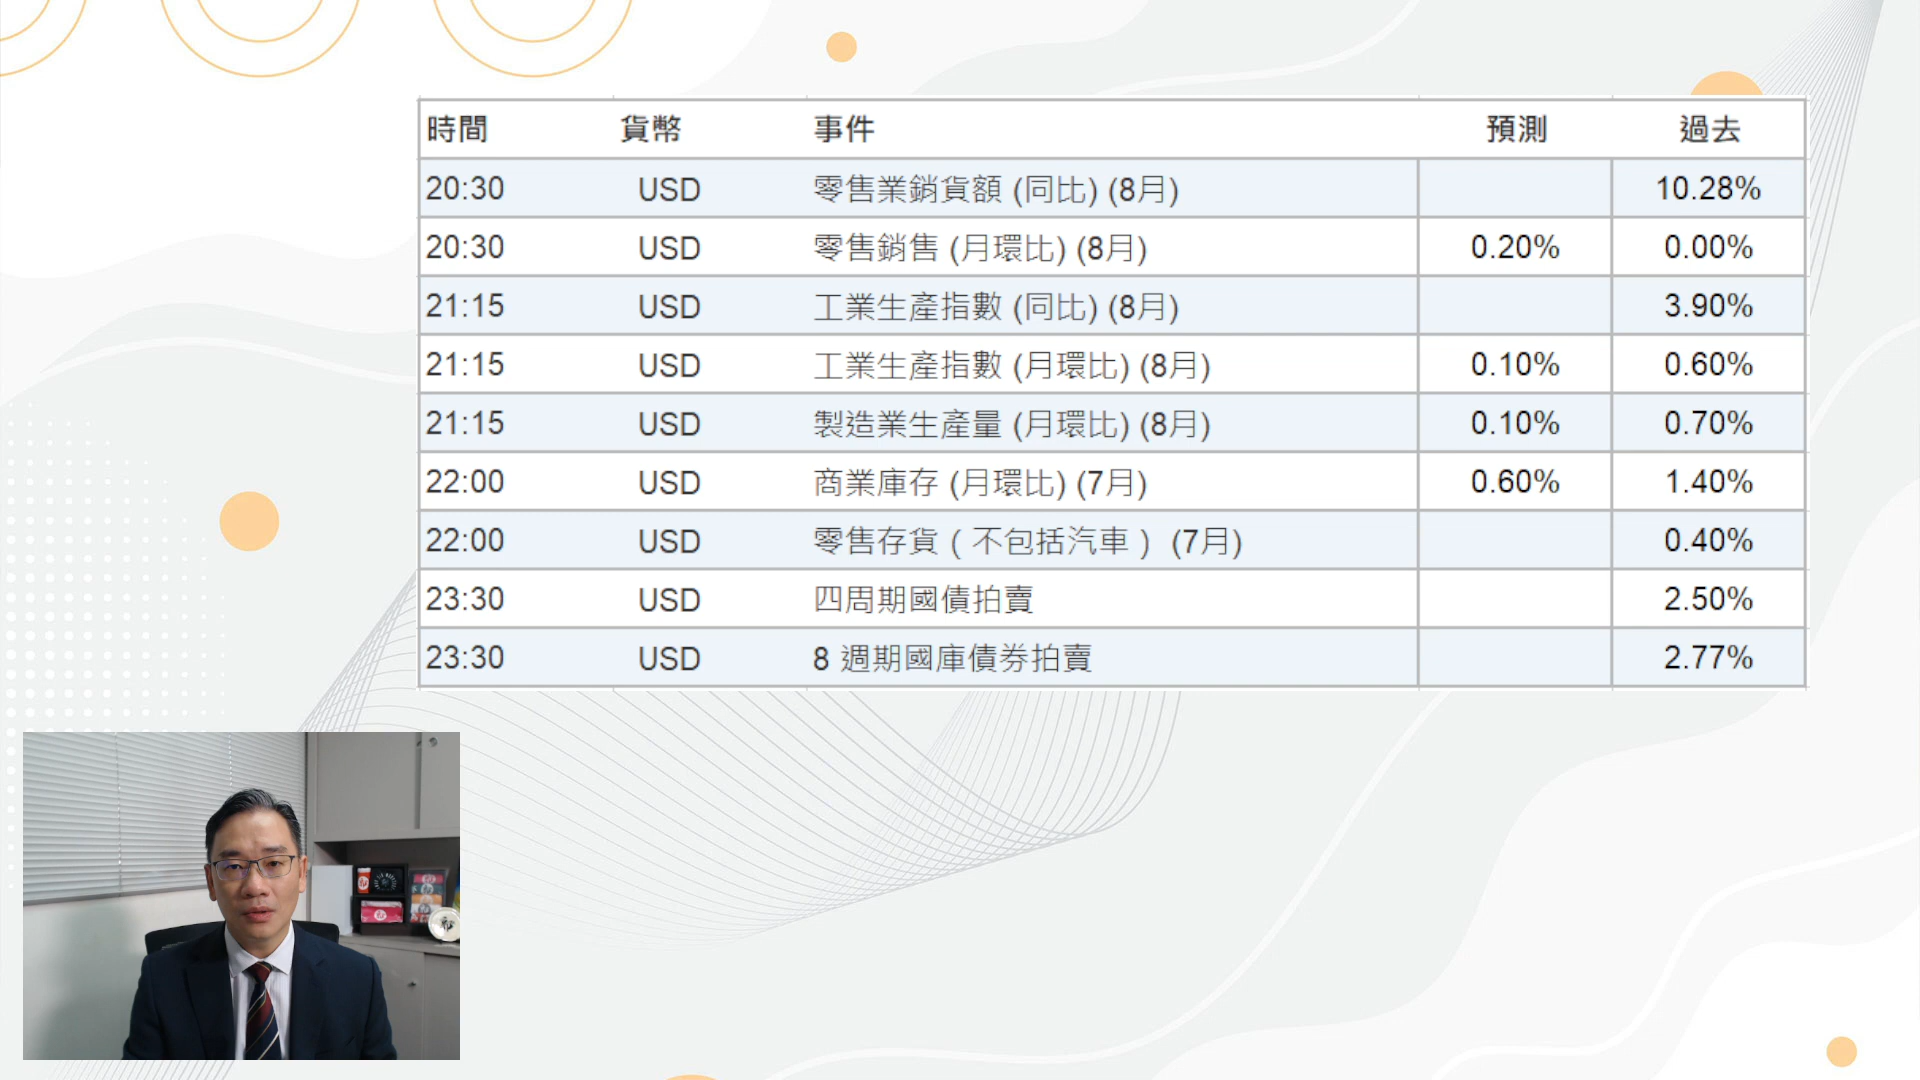 時間 貨幣 事件 預測 過去
20:30 USD 零售業銷貨額 (同比) (8月) 10.28%
20:30 USD 零售銷售 (月環比) (8月) 0.20% 0.00%
21:15 USD 工業生產指數 (同比) (8月) 3.90%
21:15 USD 工業生產指數 (月環比) (8月) 0.10% 0.60%
21:15 USD 製造業生產量 (月環比) (8月) 0.10% 0.70%
22:00 USD 商業庫存 (月環比) (7月) 0.60% 1.40%
22:00 USD 零售存貨 ( 不包括汽車 ) (7月) 0.40%
23:30 USD 四周期國債拍賣 2.50%
23:30 USD 8 週期國庫債券拍賣 2.77%